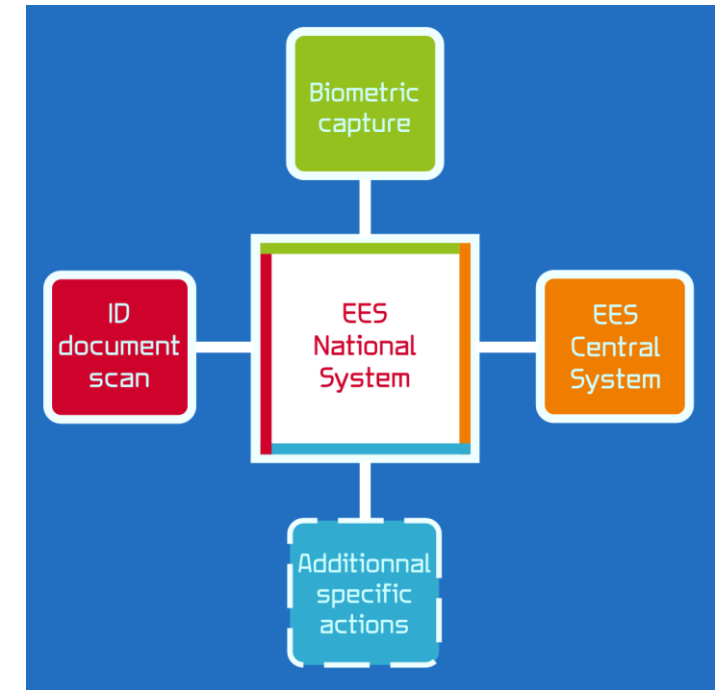 Biometric
capture
ID
document
scan
EES
National
System
EES
Central
System
Additionnal
specific
actions